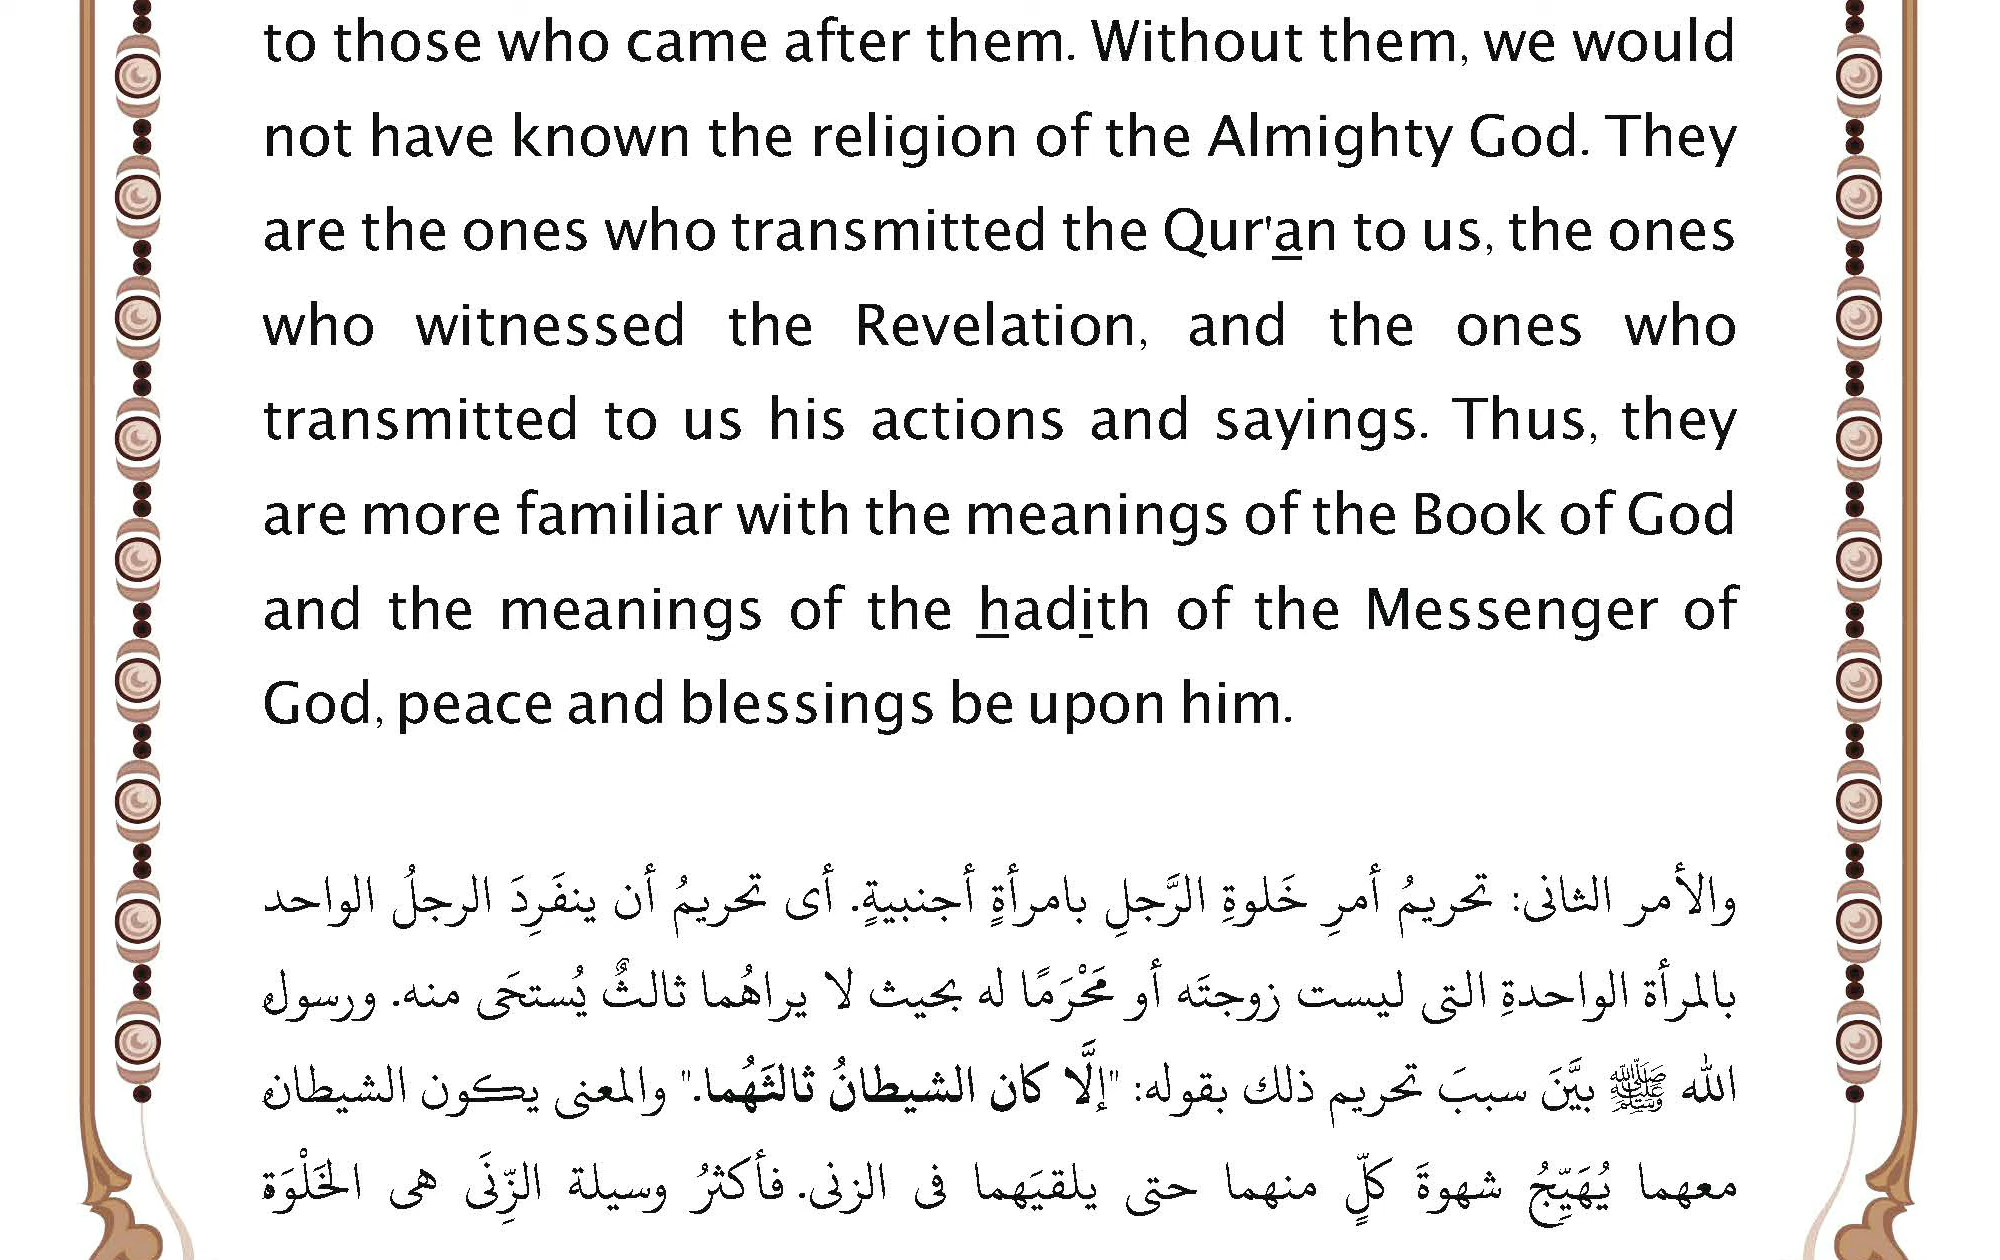 to those who came after them. Without them, we would
not have known the religion of the Almighty God. They
are the ones who transmitted the Qur'an to us, the ones
who witnessed the Revelation, and the ones who
transmitted to us his actions and sayings. Thus, they
are more familiar with the meanings of the Book of God
and the meanings of the hadith of the Messenger of
God, peace and blessings be upon him.
والأمر الثانى: تحريمُ أمرِ خَلوةِ الرَّجلِ بامرأةٍ أجنبيةٍ. أى تحريمُ أن ينفَرِدَ الرجلُ الواحد
بالمرأة الواحدةِ التى ليست زوجتَه أو مَحْرَمًا له بحيث لا يراهُما ثالثٌ يُستحَى منه. ورسول
الله ﷺ بيَّنَ سببَ تحريم ذلك بقوله: "إلَّا كان الشيطانُ ثالثَهُما." والمعنى يكون الشيطان
معهما يُهَيِّجُ شهوةَ كلٍّ منهما حتى يلقيَهما فى الزنى. فأكثرُ وسيلة الزِّنَى هى الخَلْوَة